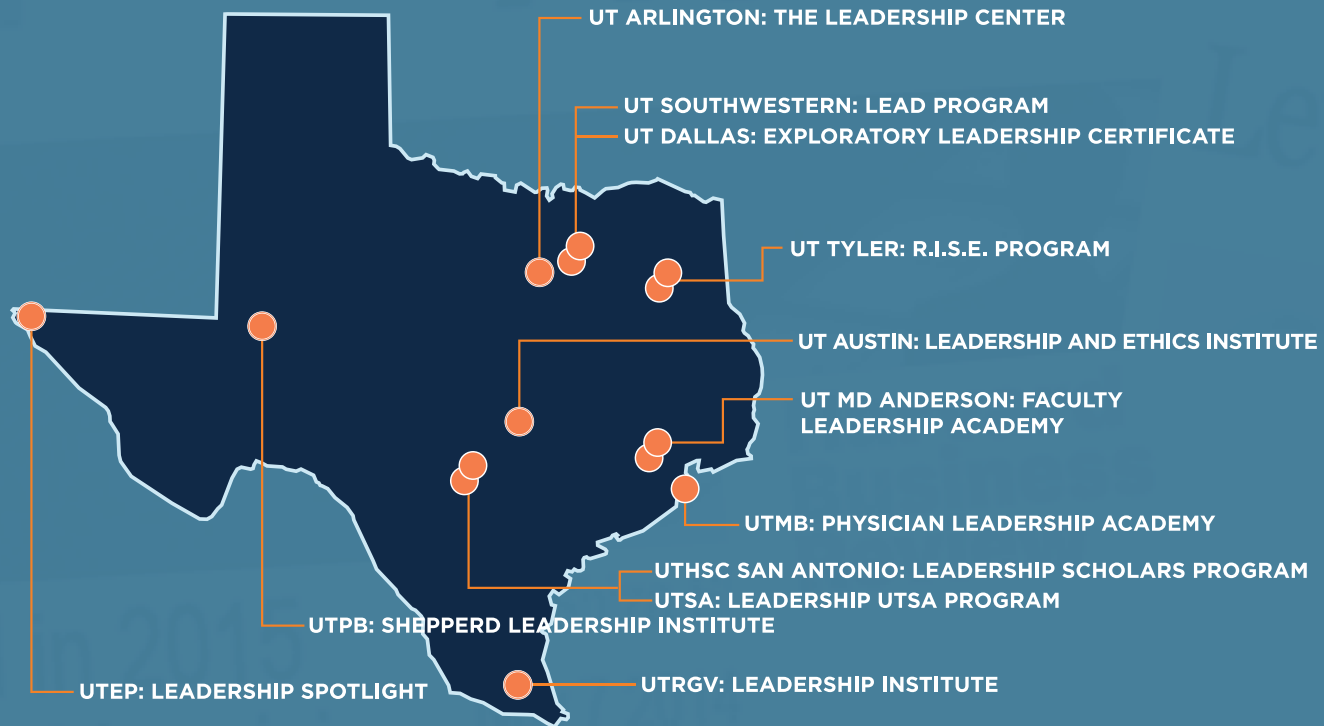 UT ARLINGTON: THE LEADERSHIP CENTER
UT SOUTHWESTERN: LEAD PROGRAM
UT DALLAS: EXPLORATORY LEADERSHIP CERTIFICATE
UT TYLER: R.I.S.E. PROGRAM
UT AUSTIN: LEADERSHIP AND ETHICS INSTITUTE
UT MD ANDERSON: FACULTY
LEADERSHIP ACADEMY
UTMB: PHYSICIAN LEADERSHIP ACADEMY
UTHSC SAN ANTONIO: LEADERSHIP SCHOLARS PROGRAM
UTSA: LEADERSHIP UTSA PROGRAM
UTPB: SHEPPERD LEADERSHIP INSTITUTE
UTRGV: LEADERSHIP INSTITUTE
UTEP: LEADERSHIP SPOTLIGHT
in 2015